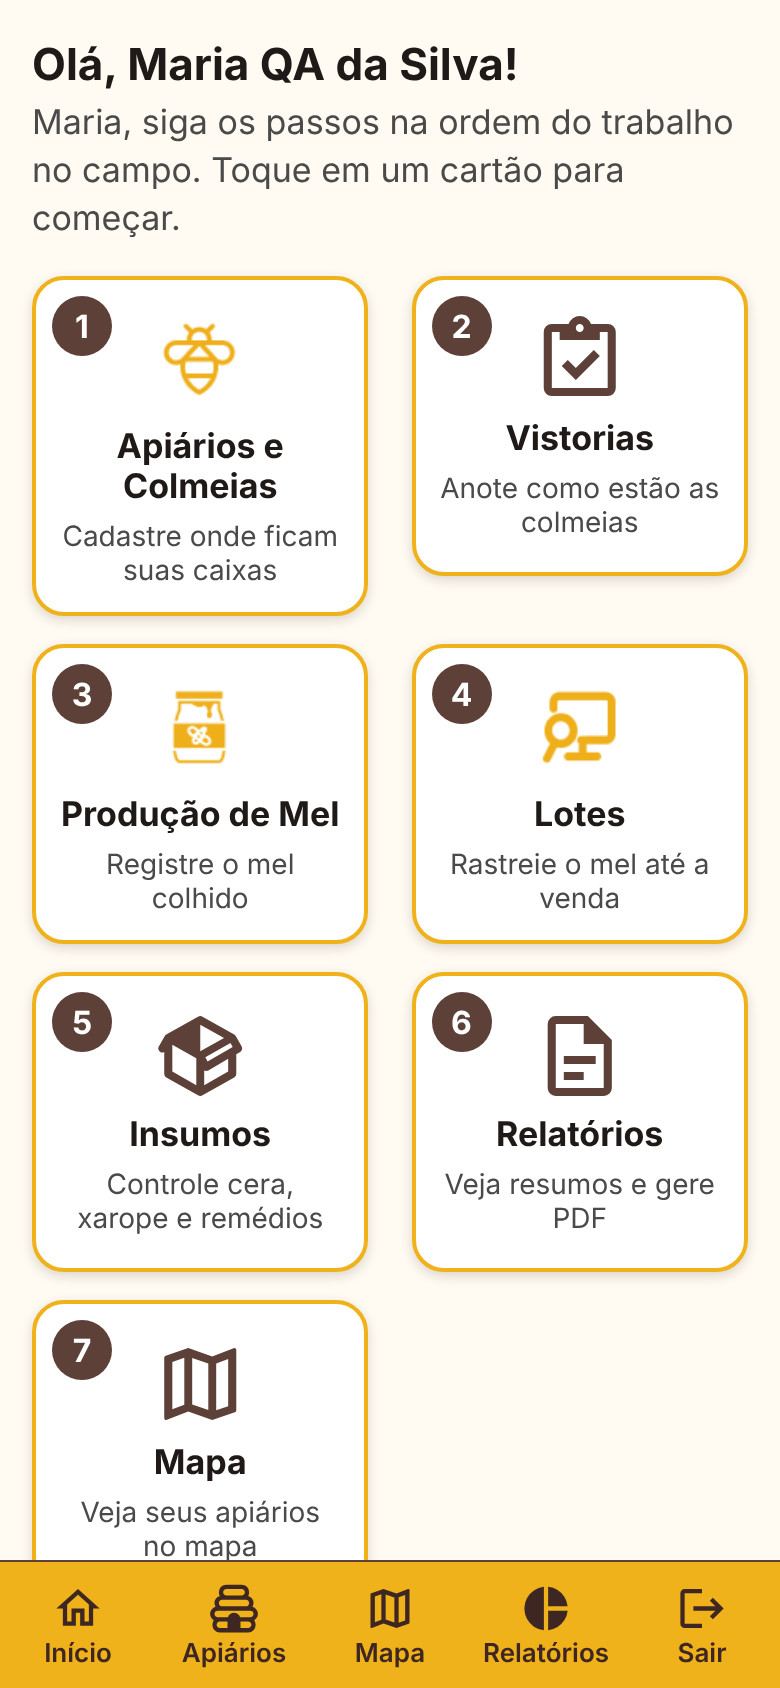 Olá, Maria QA da Silva!
Maria, siga os passos na ordem do trabalho
no campo. Toque em um cartão para
começar.
1
Apiários e
Colmeias
Cadastre onde ficam
suas caixas
2
Vistorias
Anote como estão as
colmeias
3
Produção de Mel
Registre o mel
colhido
4
Lotes
Rastreie o mel até a
venda
5
Insumos
Controle cera,
xarope e remédios
6
Relatórios
Veja resumos e gere
PDF
7
Mapa
Veja seus apiários
no mapa
Início
Apiários
Mapa
Relatórios
Sair